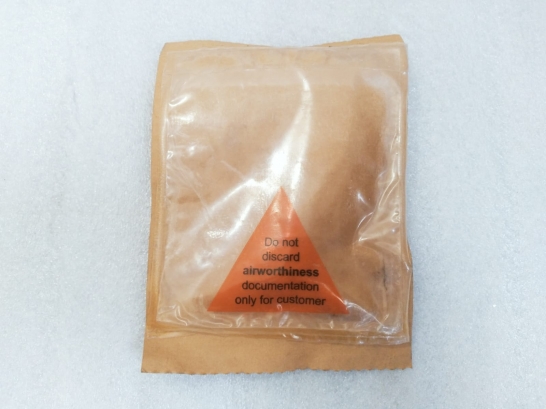 Do not
discard
airworthiness
documentation
only for customer